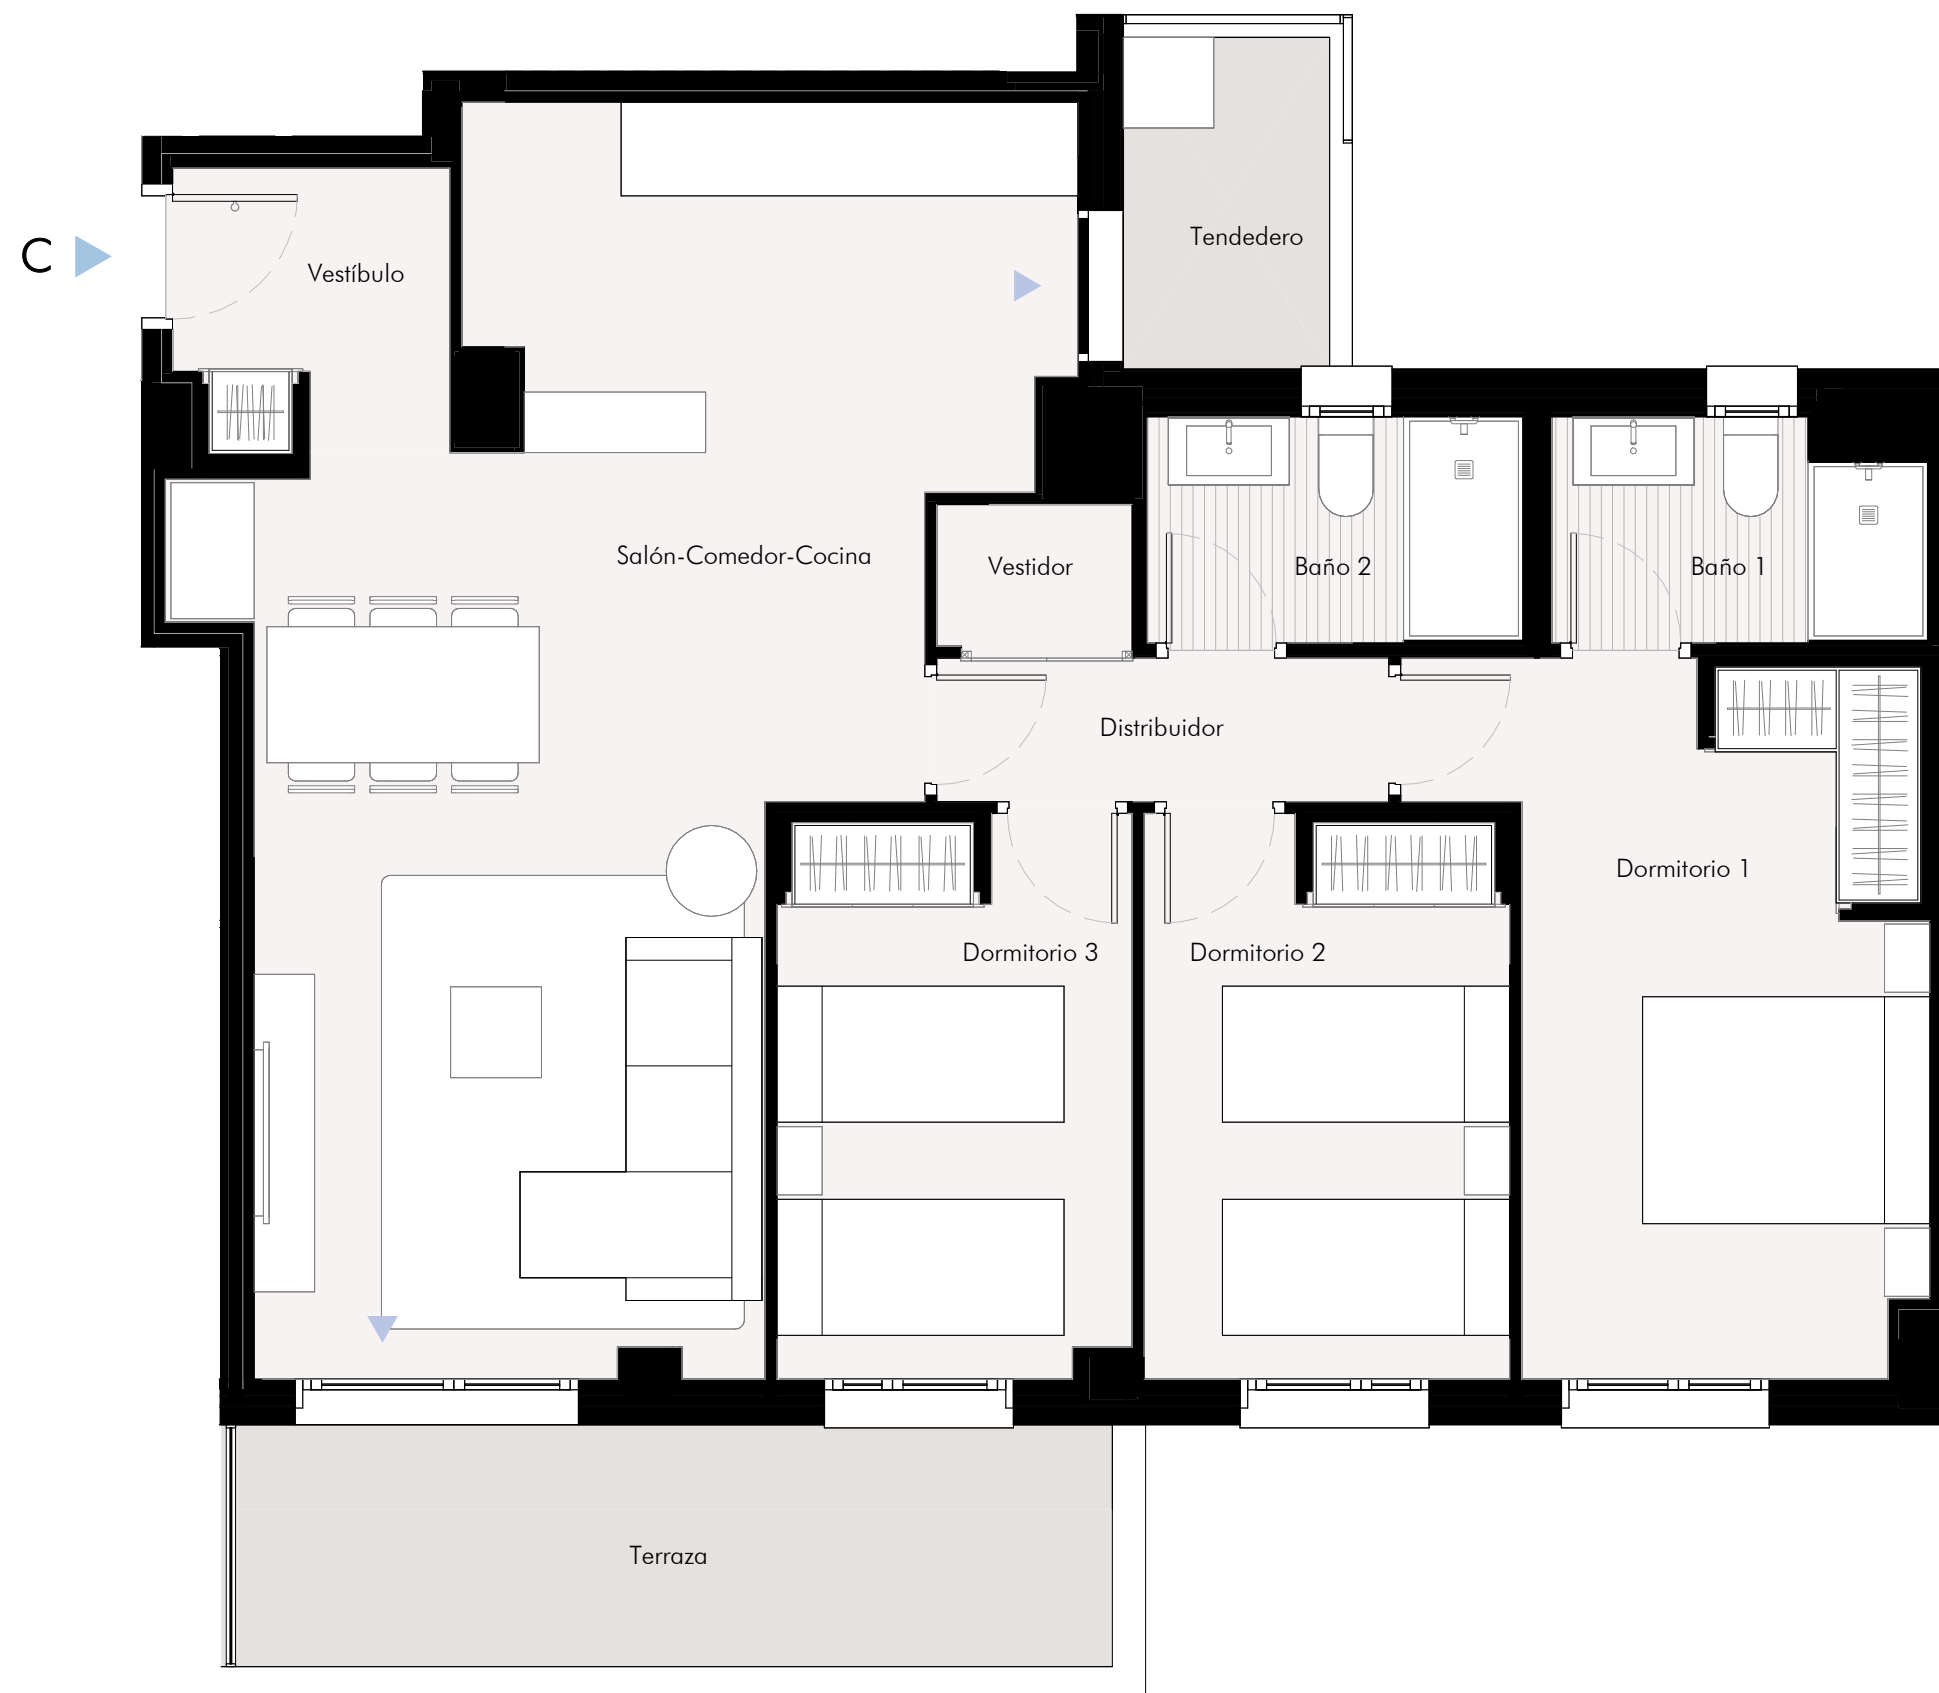 Tendedero
C
Vestíbulo
Salón-Comedor-Cocina
Vestidor
Baño 2
Baño 1
Distribuidor
Dormitorio 1
Dormitorio 3
Dormitorio 2
Terraza